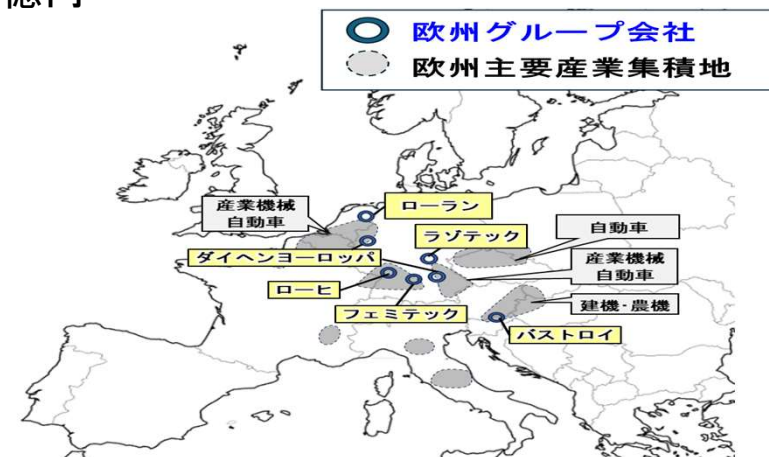 欧州グループ会社
欧州主要産業集積地
産業機械
自動車
ローラン
ラゾテック
自動車
ダイヘンヨーロッパ
産業機械
自動車
ローヒ
フェミテック
建機・農機
バストロイ